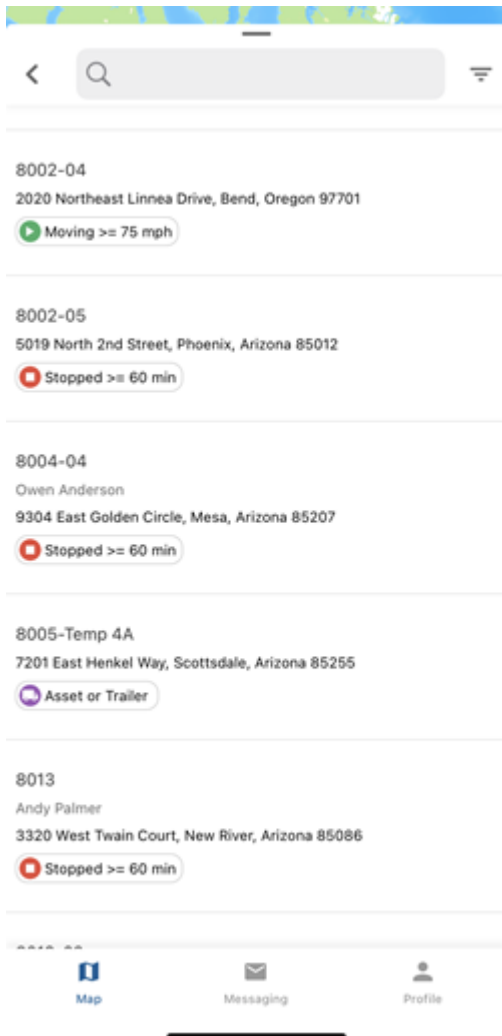 8002-04
2020 Northeast Linnea Drive, Bend, Oregon 97701
Moving >= 75 mph
8002-05
5019 North 2nd Street, Phoenix, Arizona 85012
Stopped >= 60 min
8004-04
Owen Anderson
9304 East Golden Circle, Mesa, Arizona 85207
Stopped >= 60 min
8005-Temp 4A
7201 East Henkel Way, Scottsdale, Arizona 85255
Asset or Trailer
8013
Andy Palmer
3320 West Twain Court, New River, Arizona 85086
Stopped >= 60 min
Map
Messaging
Profile